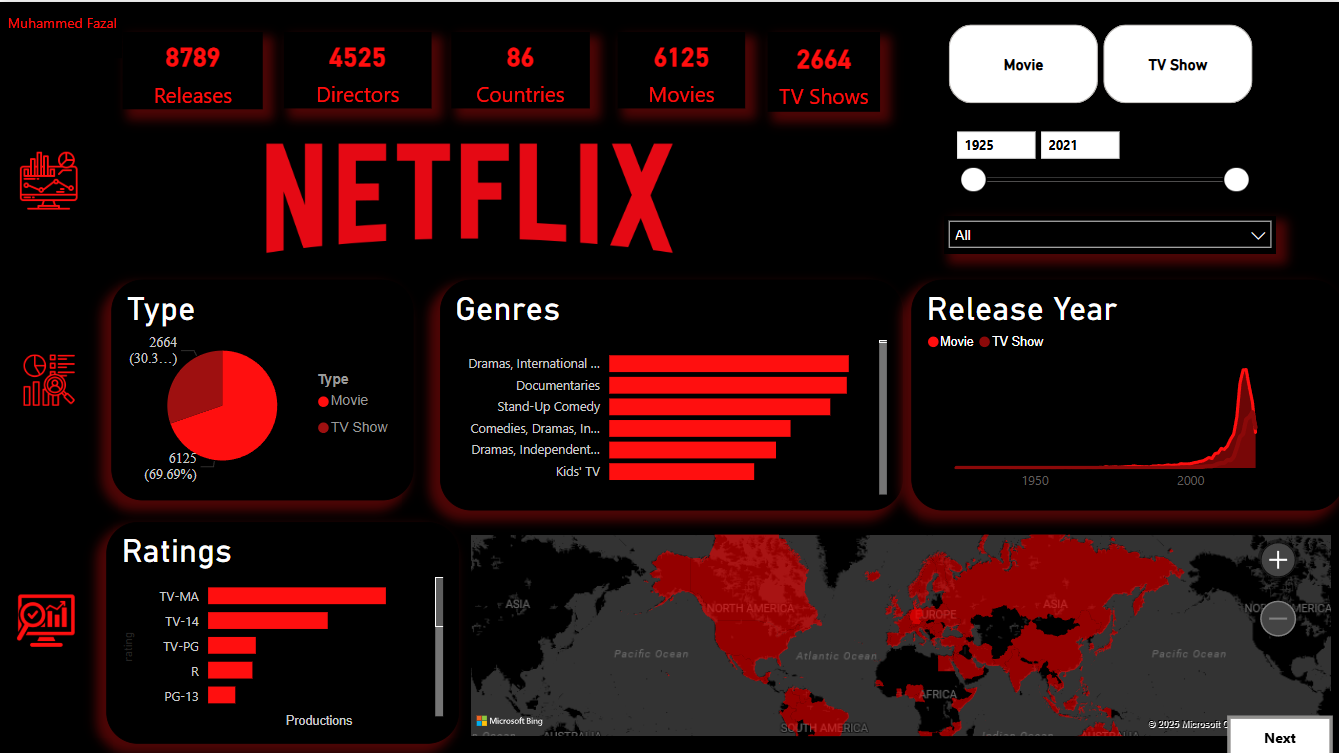 Muhammed Fazal
8789
Releases
4525
Directors
86
Countries
6125
Movies
2664
TV Shows
Movie
TV Show
1925
2021
All
NETFLIX
Type
2664
(30.3...)
6125
(69.69%)
Type
Movie
TV Show
Genres
Dramas, International ...
Documentaries
Stand-Up Comedy
Comedies, Dramas, In...
Dramas, Independent...
Kids' TV
Release Year
Movie
TV Show
1950
2000
Ratings
rating
TV-MA
TV-14
TV-PG
R
PG-13
Productions
ASIA
NORTH AMERICA
EUROPE
ASIA
Pacific Ocean
Atlantic Ocean
Pacific Ocean
AFRICA
SOUTH AMERICA
Microsoft Bing
© 2025 Microsoft
Indian Ocean
AUSTRALIA
Next